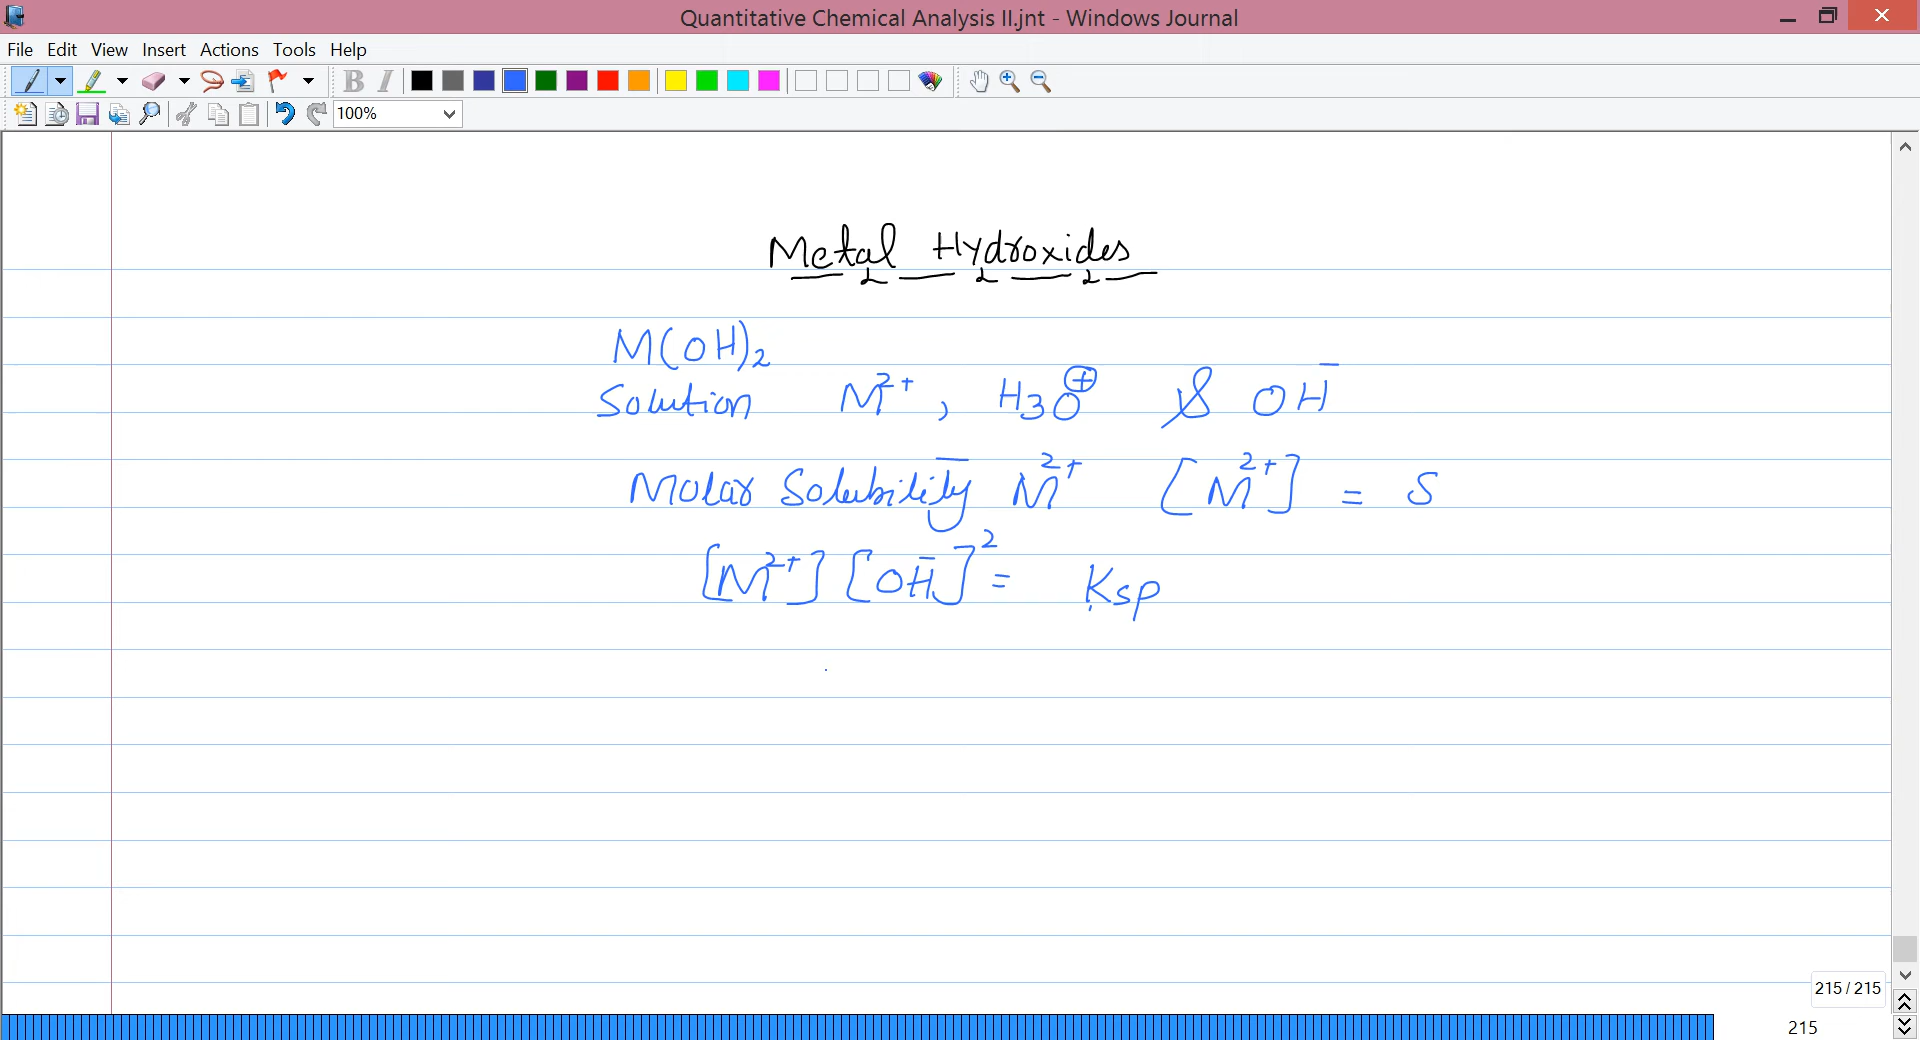 Quantitative Chemical Analysis II.jnt - Windows Journal
File Edit View Insert Actions Tools Help
B I
100%
Metal Hydroxides
M(OH)₂
Solution M²⁺, H₃O⁺ & OH⁻
Molar Solubility M²⁺ [M²⁺] = S
[M²⁺] [OH⁻]² = Ksp
215 / 215
215